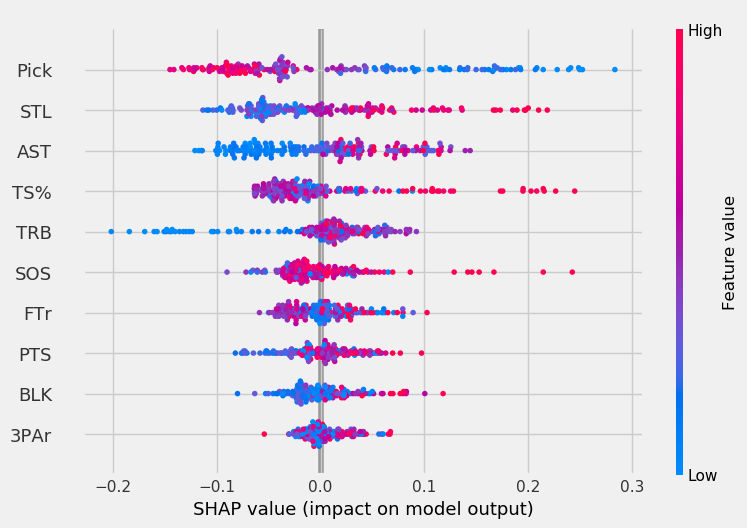 High
Pick
STL
AST
TS%
TRB
SOS
FTr
PTS
BLK
3PAr
Feature value
Low
−0.2 −0.1 0.0 0.1 0.2 0.3
SHAP value (impact on model output)